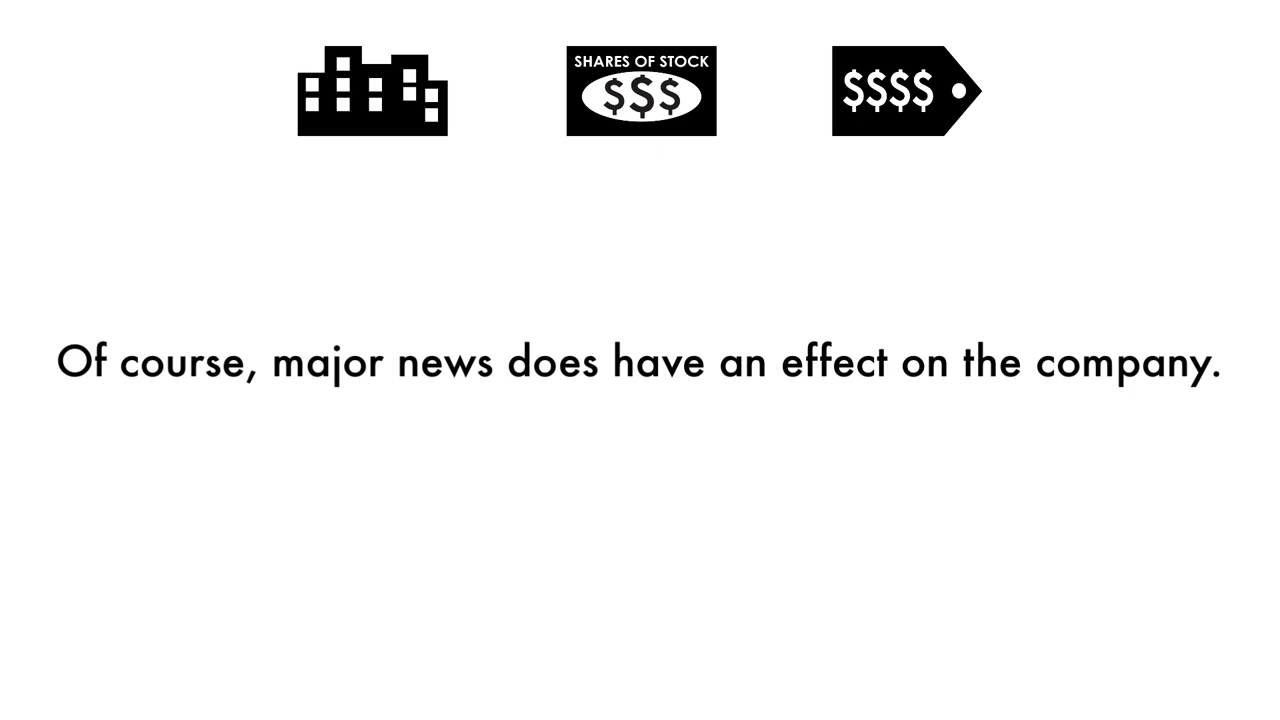 SHARES OF STOCK
$$$
$$$$
Of course, major news does have an effect on the company.